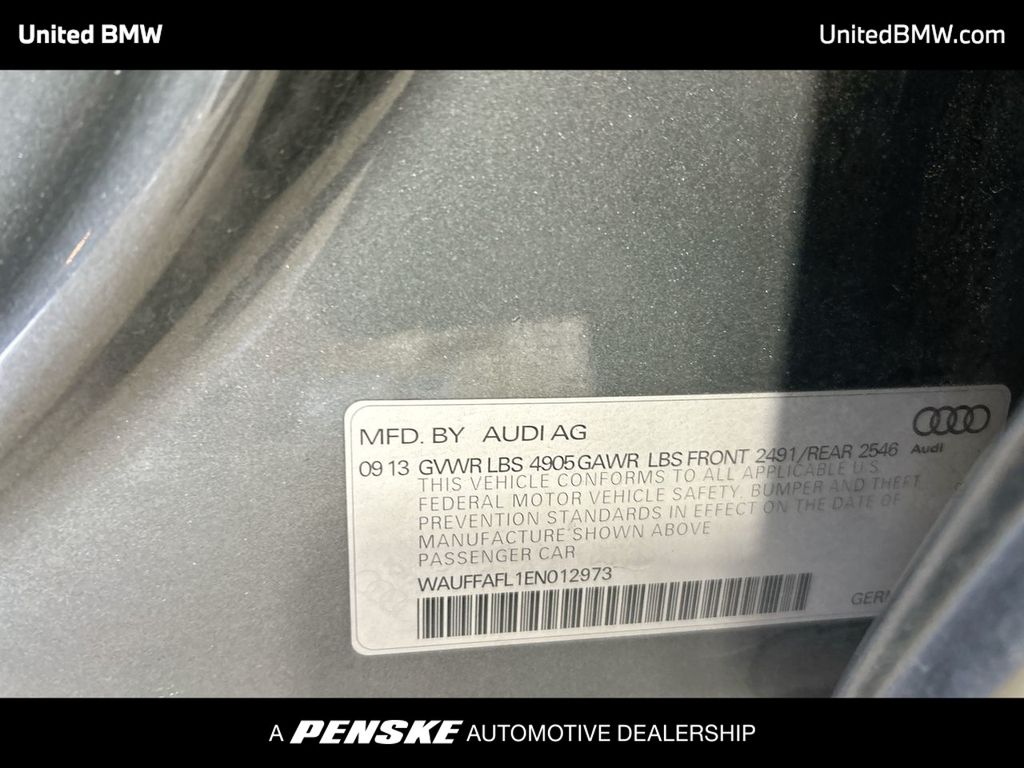 United BMW
UnitedBMW.com
MFD. BY AUDI AG
Audi
09 13 GVWR LBS 4905 GAWR LBS FRONT 2491/REAR 2546
THIS VEHICLE CONFORMS TO ALL APPLICABLE U.S.
FEDERAL MOTOR VEHICLE SAFETY, BUMPER AND THEFT
PREVENTION STANDARDS IN EFFECT ON THE DATE OF
MANUFACTURE SHOWN ABOVE
PASSENGER CAR
WAUFFAFL1EN012973
A PENSKE AUTOMOTIVE DEALERSHIP